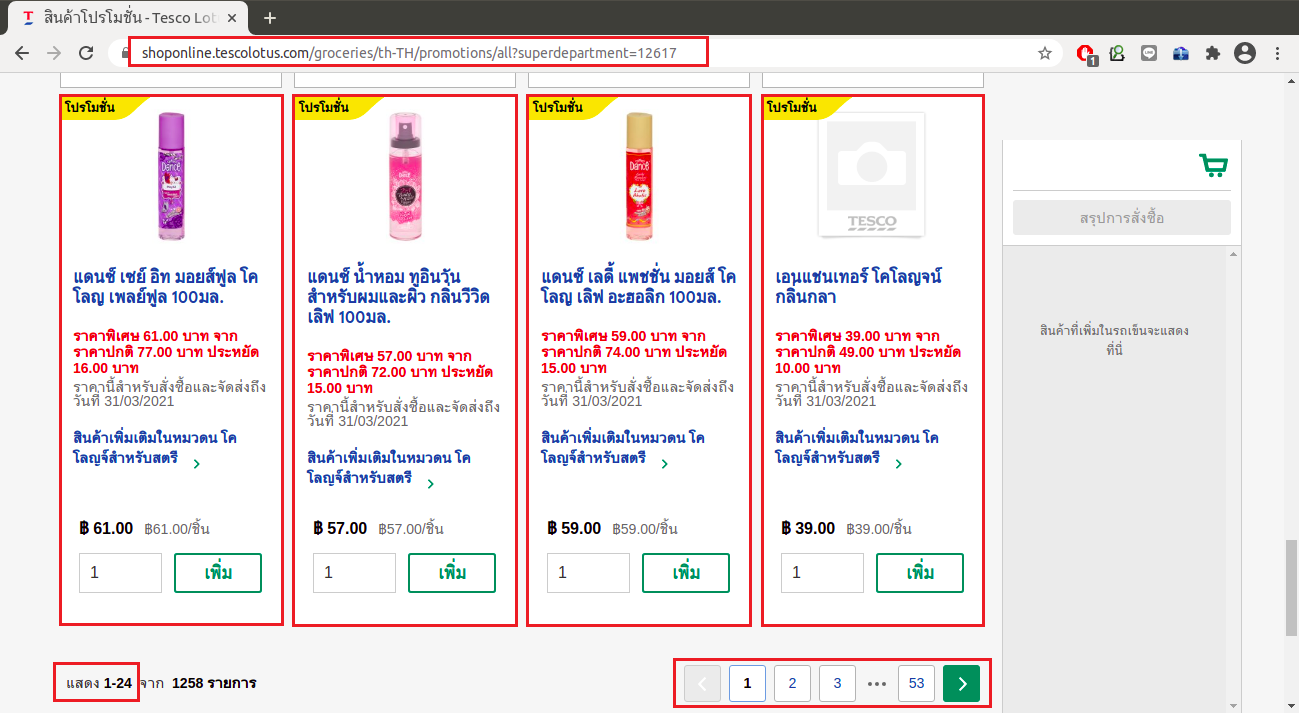 สินค้าโปรโมชั่น - Tesco Lot
shoponline.tescolotus.com/groceries/th-TH/promotions/all?superdepartment=12617
1
โปรโมชั่น
โปรโมชั่น
โปรโมชั่น
โปรโมชั่น
Dance
Dance
TESCO
สรุปการสั่งซื้อ
สินค้าที่เพิ่มในรถเข็นจะแสดง
ที่นี่
แดนซ์ เซย์ อิท มอยส์ฟูล โค
โลญ เพลย์ฟูล 100มล.
ราคาพิเศษ 61.00 บาท จาก
ราคาปกติ 77.00 บาท ประหยัด
16.00 บาท
ราคานี้สำหรับสั่งซื้อและจัดส่งถึง
วันที่ 31/03/2021
สินค้าเพิ่มเติมในหมวดน โค
โลญจ์สำหรับสตรี
฿ 61.00 ฿61.00/ชิ้น
1 เพิ่ม
แดนซ์ น้ำหอม ทูอินวัน
สำหรับผมและผิว กลิ่นวีวิด
เลิฟ 100มล.
ราคาพิเศษ 57.00 บาท จาก
ราคาปกติ 72.00 บาท ประหยัด
15.00 บาท
ราคานี้สำหรับสั่งซื้อและจัดส่งถึง
วันที่ 31/03/2021
สินค้าเพิ่มเติมในหมวดน โค
โลญจ์สำหรับสตรี
฿ 57.00 ฿57.00/ชิ้น
1 เพิ่ม
แดนซ์ เลดี้ แพชชั่น มอยส์ โค
โลญ เลิฟ อะฮอลิก 100มล.
ราคาพิเศษ 59.00 บาท จาก
ราคาปกติ 74.00 บาท ประหยัด
15.00 บาท
ราคานี้สำหรับสั่งซื้อและจัดส่งถึง
วันที่ 31/03/2021
สินค้าเพิ่มเติมในหมวดน โค
โลญจ์สำหรับสตรี
฿ 59.00 ฿59.00/ชิ้น
1 เพิ่ม
เอนแชนเทอร์ โคโลญจน์
กลิ่นกลา
ราคาพิเศษ 39.00 บาท จาก
ราคาปกติ 49.00 บาท ประหยัด
10.00 บาท
ราคานี้สำหรับสั่งซื้อและจัดส่งถึง
วันที่ 31/03/2021
สินค้าเพิ่มเติมในหมวดน โค
โลญจ์สำหรับสตรี
฿ 39.00 ฿39.00/ชิ้น
1 เพิ่ม
แสดง 1-24 จาก 1258 รายการ
1 2 3 ••• 53